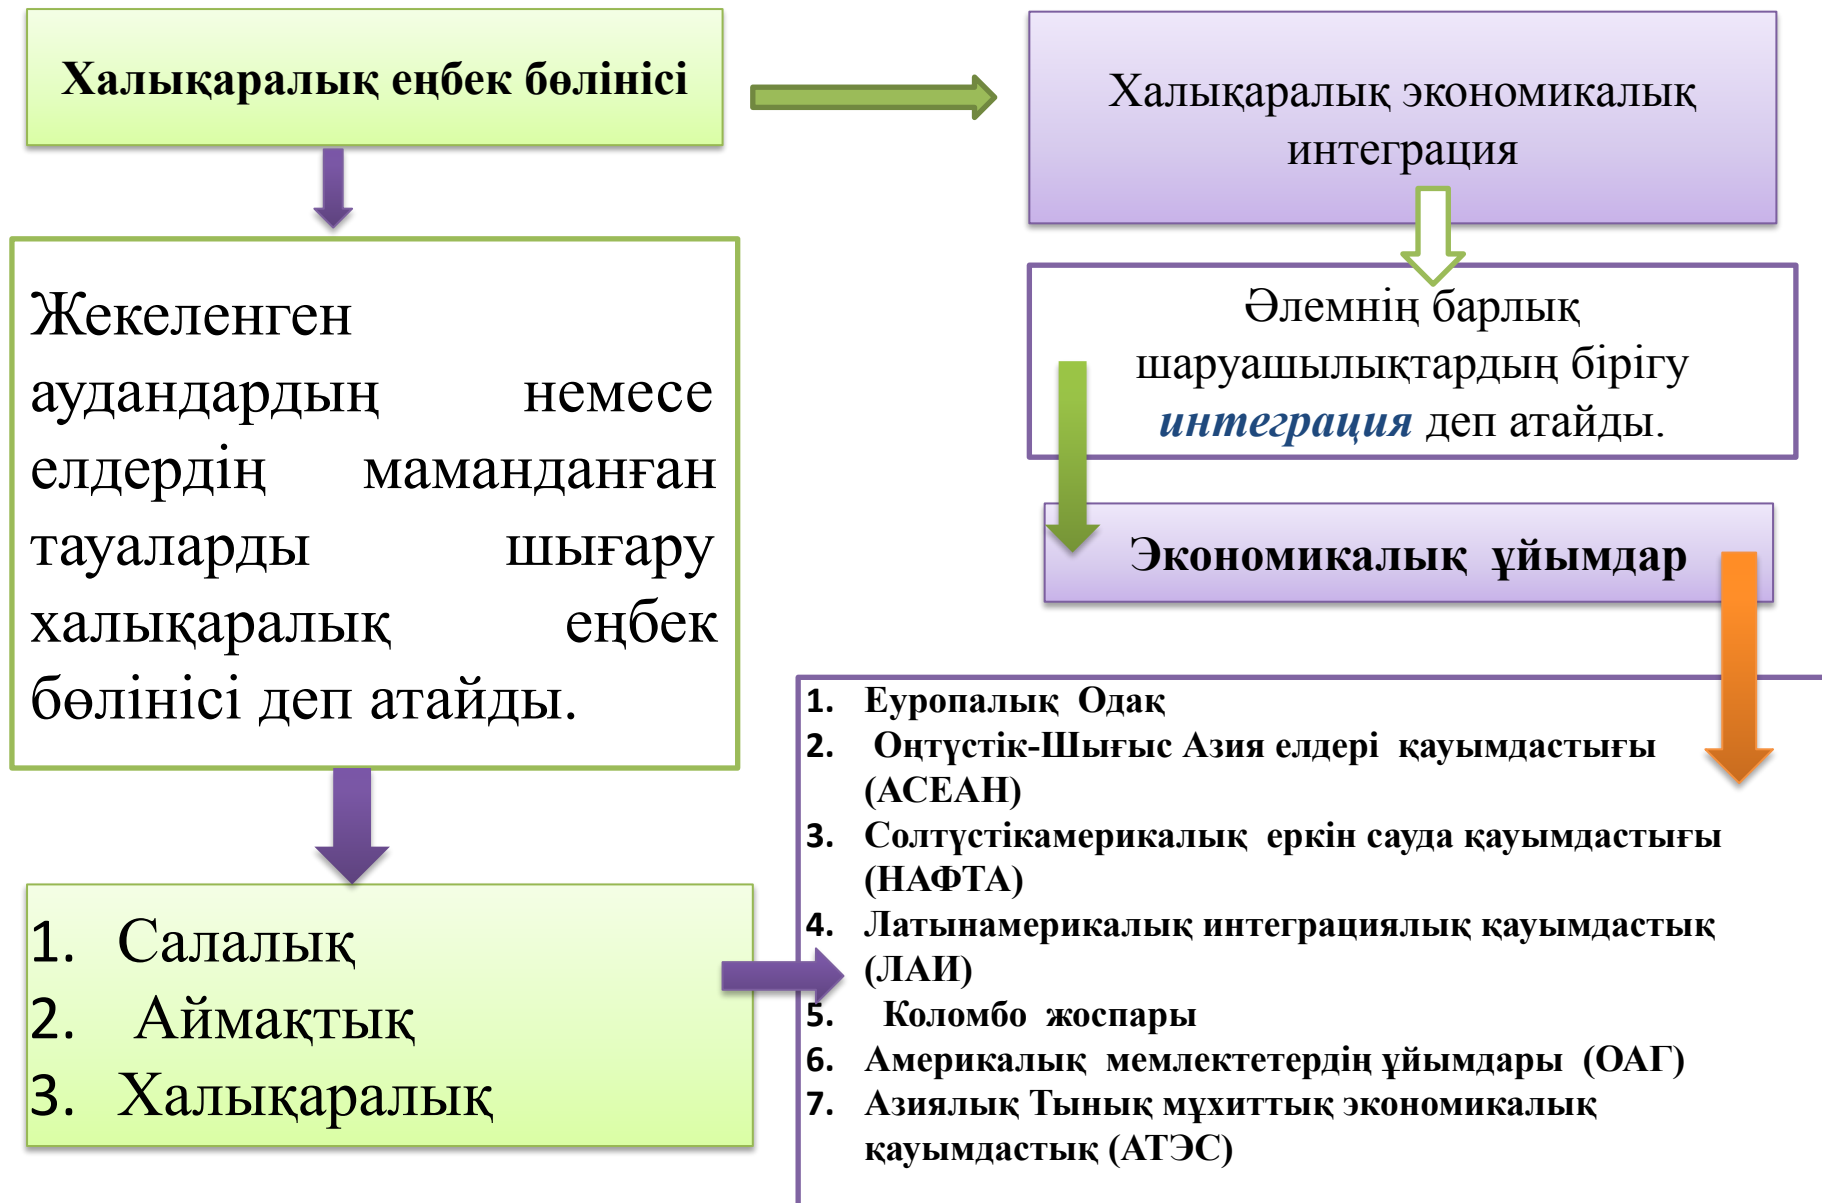 Халықаралық еңбек бөлінісі
Жекеленген
аудандардың немесе
елдердің маманданған
тауаларды шығару
халықаралық еңбек
бөлінісі деп атайды.
1. Салалық
2. Аймақтық
3. Халықаралық
Халықаралық экономикалық
интеграция
Әлемнің барлық
шаруашылықтардың бірігу
интеграция деп атайды.
Экономикалық ұйымдар
1. Еуропалық Одақ
2. Оңтүстік-Шығыс Азия елдері қауымдастығы
(АСЕАН)
3. Солтүстікамерикалық еркін сауда қауымдастығы
(НАФТА)
4. Латынамерикалық интеграциялық қауымдастық
(ЛАИ)
5. Коломбо жоспары
6. Америкалық мемлектетердің ұйымдары (ОАГ)
7. Азиялық Тынық мұхиттық экономикалық
қауымдастық (АТЭС)